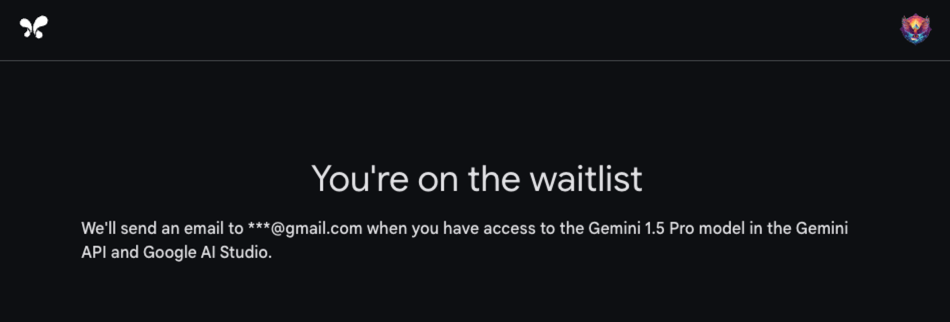 You're on the waitlist
We'll send an email to ***@gmail.com when you have access to the Gemini 1.5 Pro model in the Gemini
API and Google AI Studio.